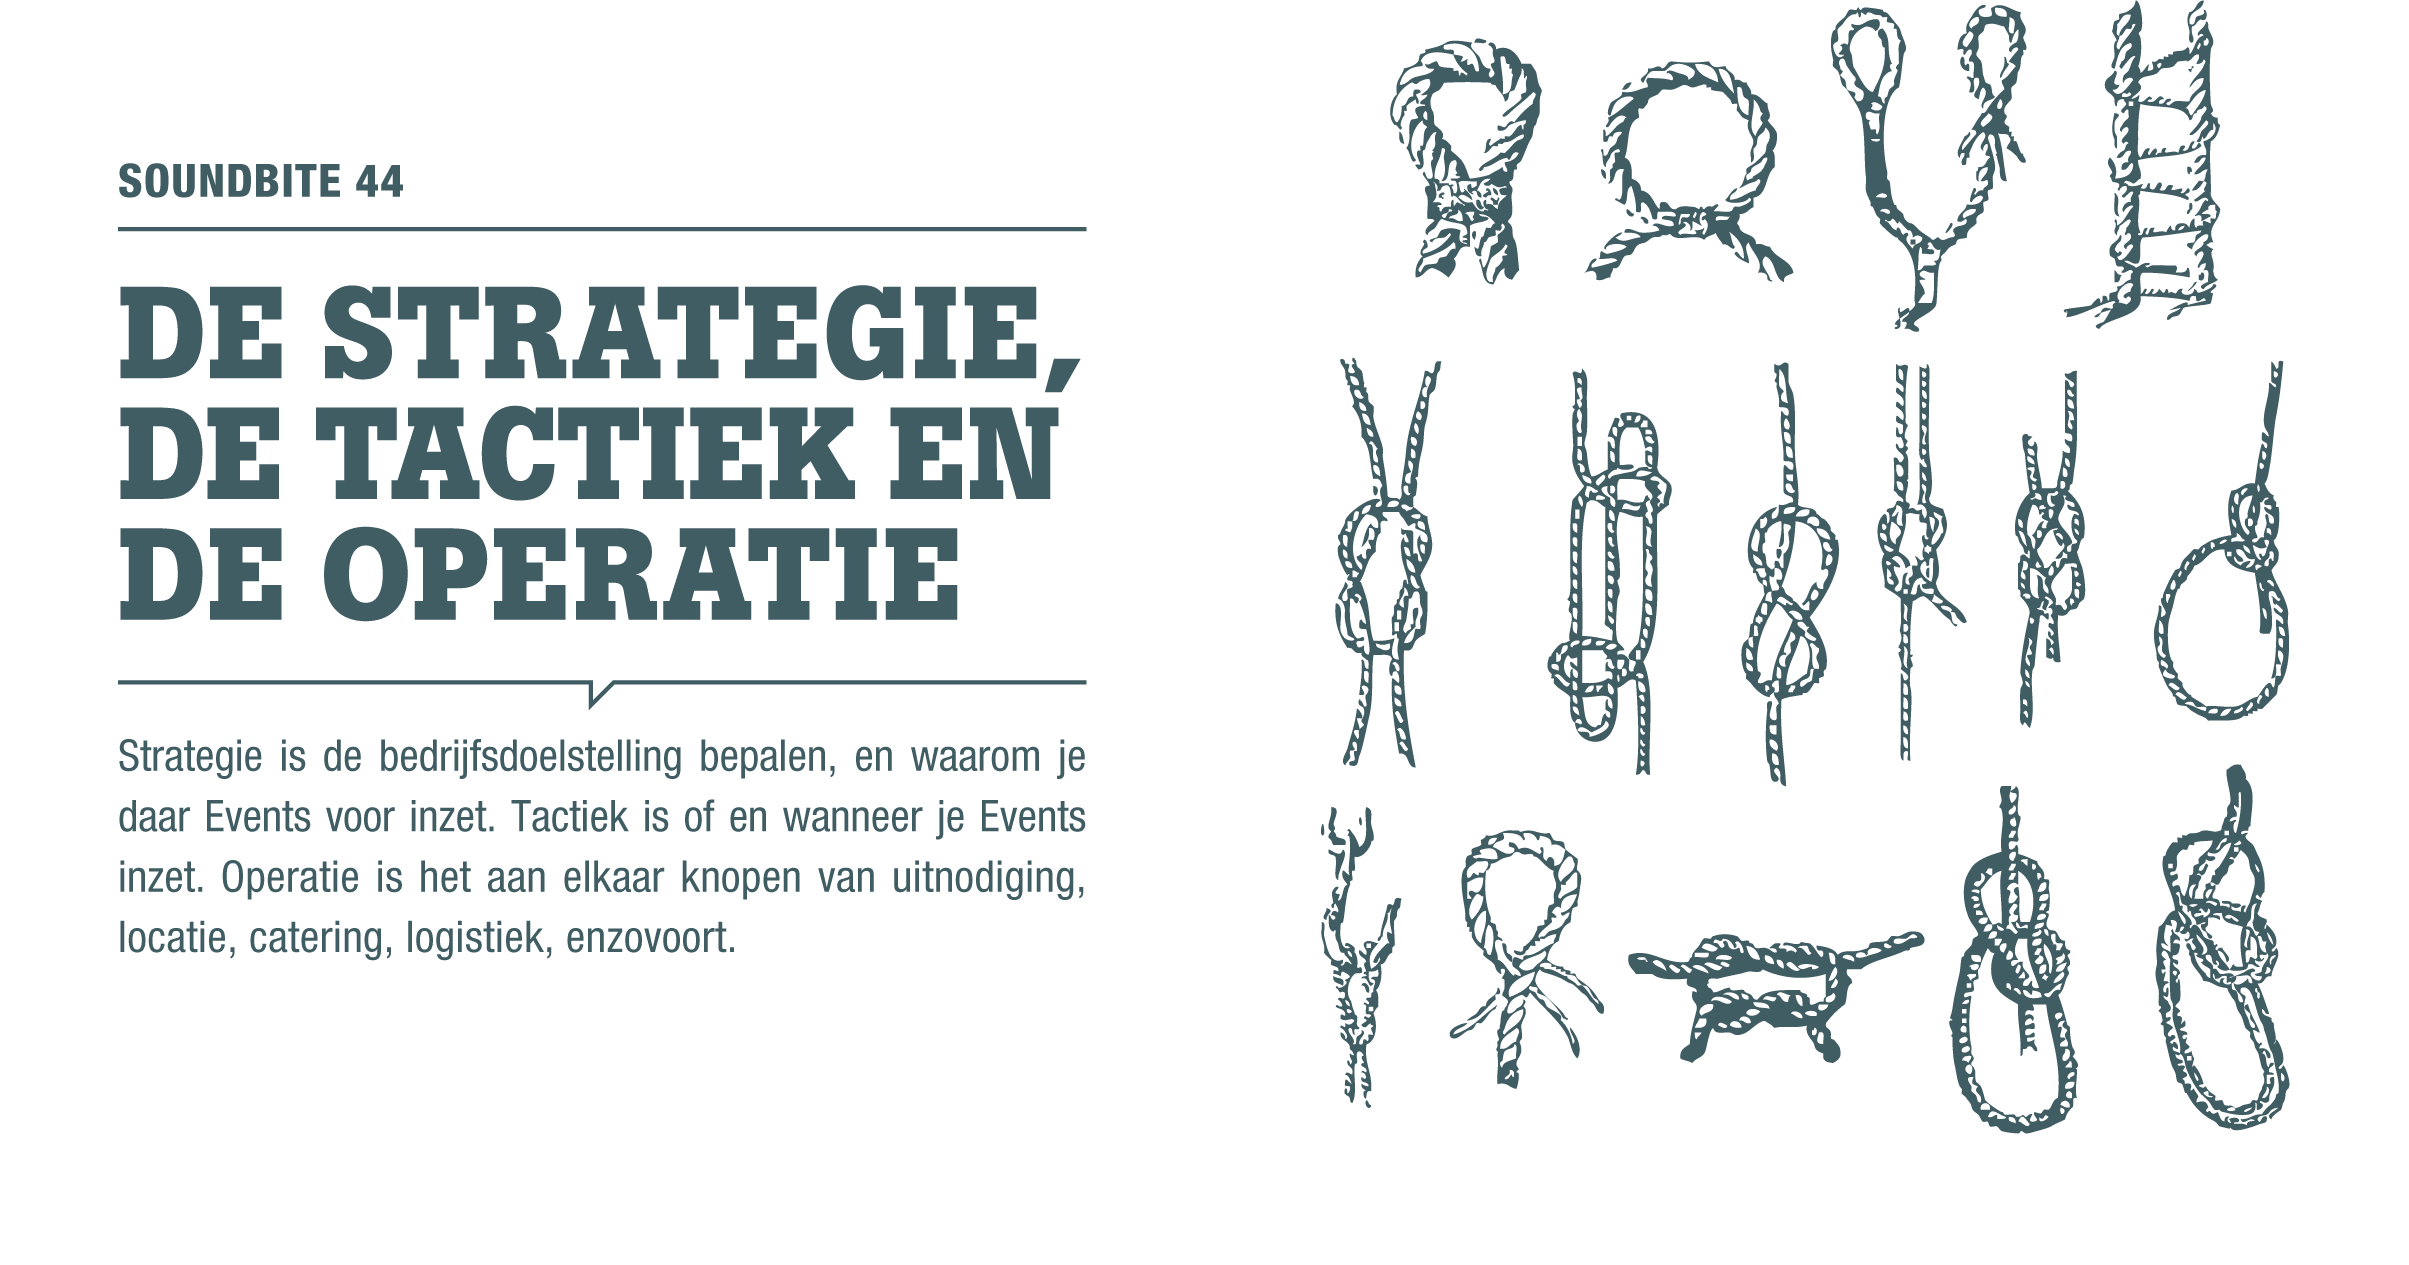 SOUNDBITE 44
DE STRATEGIE,
DE TACTIEK EN
DE OPERATIE
Strategie is de bedrijfsdoelstelling bepalen, en waarom je
daar Events voor inzet. Tactiek is of en wanneer je Events
inzet. Operatie is het aan elkaar knopen van uitnodiging,
locatie, catering, logistiek, enzovoort.